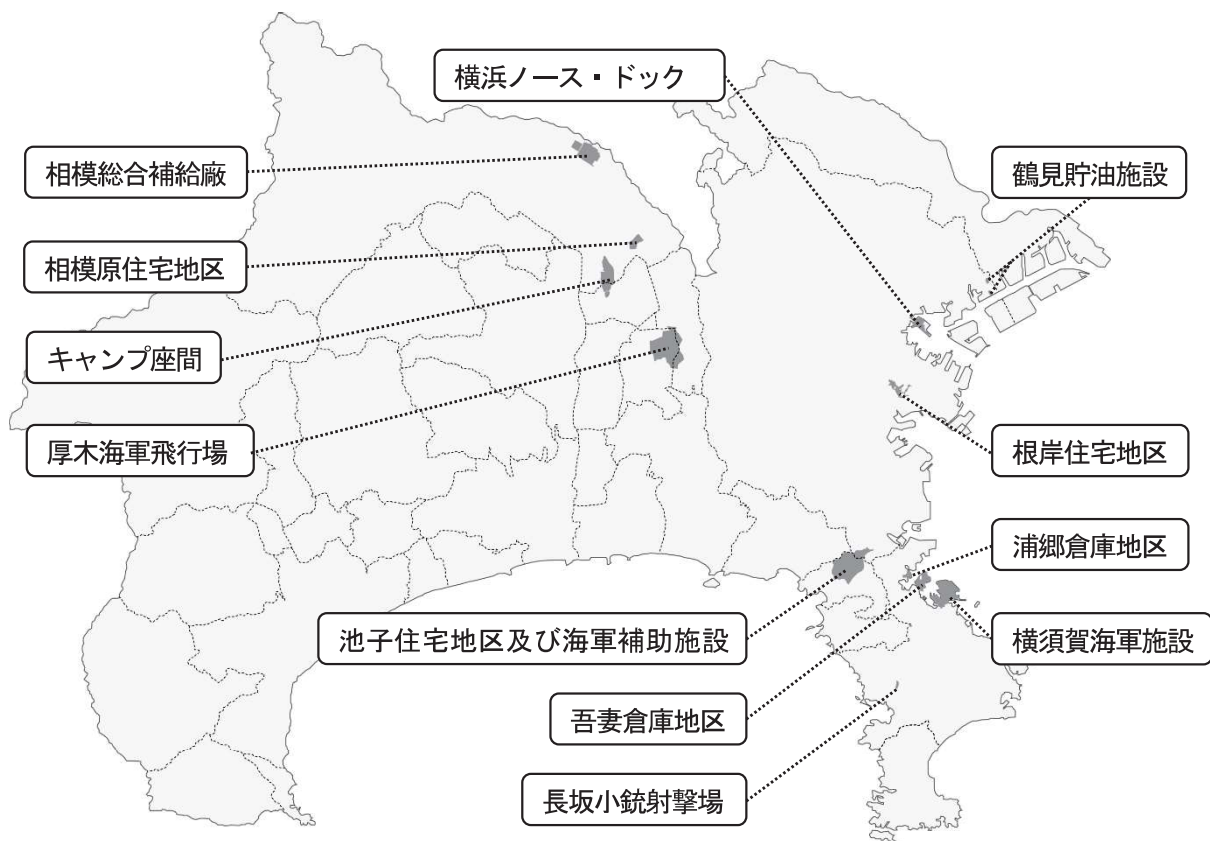 横浜ノース・ドック
相模総合補給廠
鶴見貯油施設
相模原住宅地区
キャンプ座間
厚木海軍飛行場
根岸住宅地区
浦郷倉庫地区
池子住宅地区及び海軍補助施設
横須賀海軍施設
吾妻倉庫地区
長坂小銃射撃場